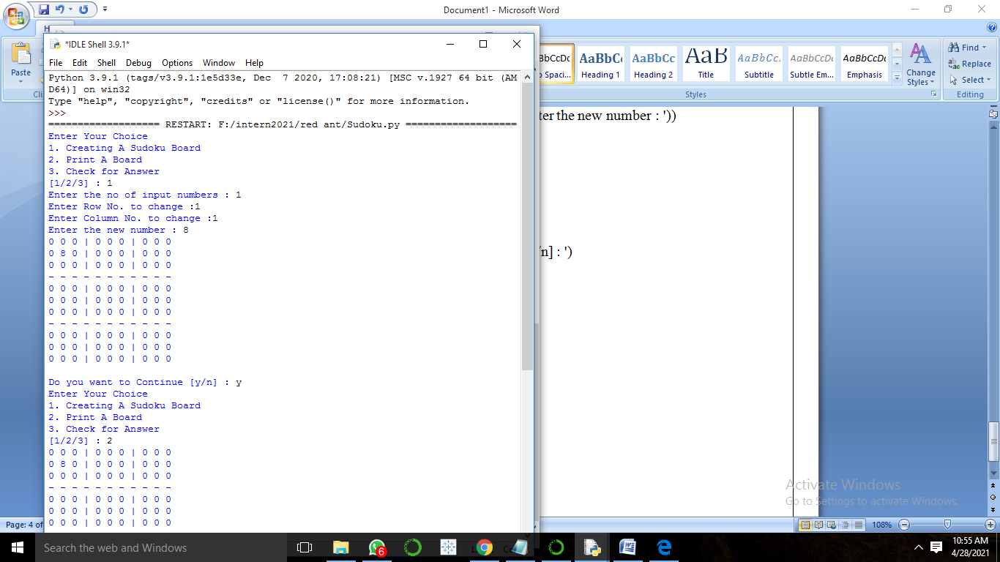 Document1 - Microsoft Word
*IDLE Shell 3.9.1*
File Edit Shell Debug Options Window Help
Python 3.9.1 (tags/v3.9.1:1e5d33e, Dec  7 2020, 17:08:21) [MSC v.1927 64 bit (AM
D64)] on win32
Type "help", "copyright", "credits" or "license()" for more information.
>>>
=================== RESTART: F:/intern2021/red ant/Sudoku.py ===================
Enter Your Choice
1. Creating A Sudoku Board
2. Print A Board
3. Check for Answer
[1/2/3] : 1
Enter the no of input numbers : 1
Enter Row No. to change :1
Enter Column No. to change :1
Enter the new number : 8
0 0 0 | 0 0 0 | 0 0 0
0 8 0 | 0 0 0 | 0 0 0
0 0 0 | 0 0 0 | 0 0 0
- - - - - - - - - - -
0 0 0 | 0 0 0 | 0 0 0
0 0 0 | 0 0 0 | 0 0 0
0 0 0 | 0 0 0 | 0 0 0
- - - - - - - - - - -
0 0 0 | 0 0 0 | 0 0 0
0 0 0 | 0 0 0 | 0 0 0
0 0 0 | 0 0 0 | 0 0 0
Do you want to Continue [y/n] : y
Enter Your Choice
1. Creating A Sudoku Board
2. Print A Board
3. Check for Answer
[1/2/3] : 2
0 0 0 | 0 0 0 | 0 0 0
0 8 0 | 0 0 0 | 0 0 0
0 0 0 | 0 0 0 | 0 0 0
- - - - - - - - - - -
0 0 0 | 0 0 0 | 0 0 0
0 0 0 | 0 0 0 | 0 0 0
0 0 0 | 0 0 0 | 0 0 0
Paste
AaBbC AaBbCc AaB AaBbCc. AaBbCcDc AaBbCcDc
Spaci... Heading 1 Heading 2 Title Subtitle Subtle Em... Emphasis
Change
Styles
Find
Replace
Select
Styles
Editing
ter the new number : '))
/n] : ')
Activate Windows
Go to Settings to activate Windows.
Page: 4 of
108%
Search the web and Windows
6
10:55 AM
4/28/2021